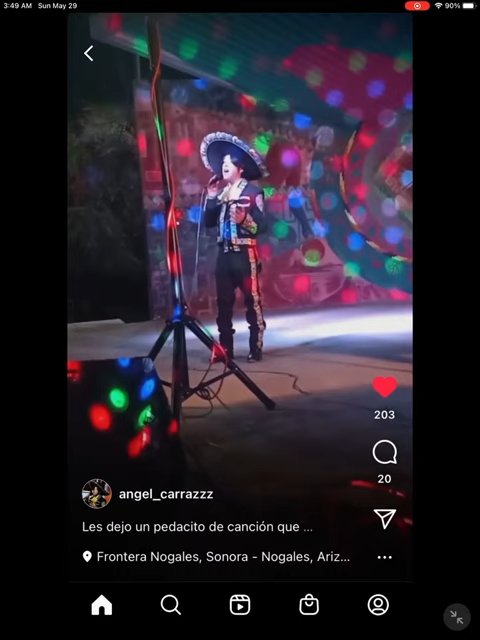 3:49 AM Sun May 29
90%
203
20
angel_carrazzz
Les dejo un pedacito de canción que ...
Frontera Nogales, Sonora - Nogales, Ariz...